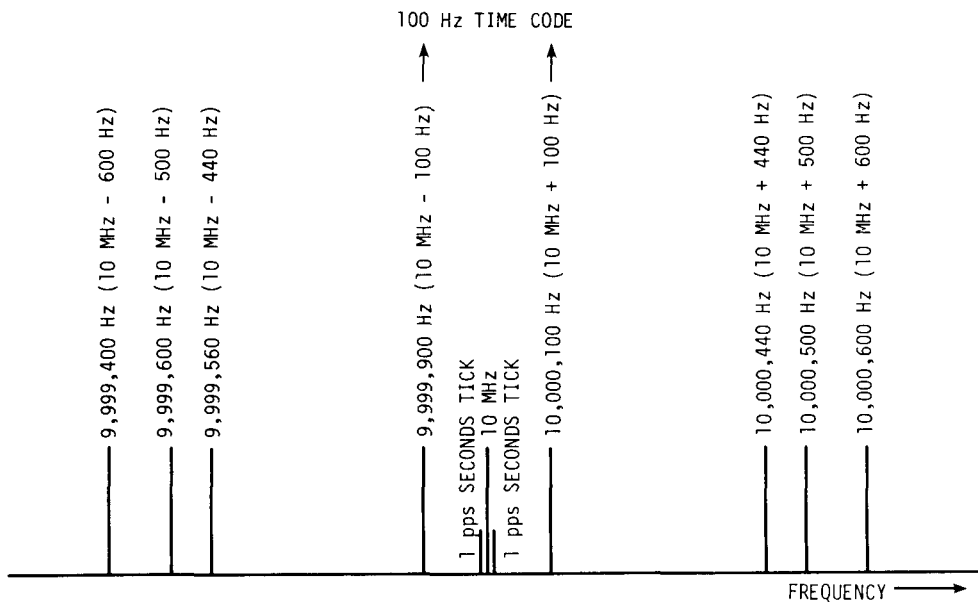 100 Hz TIME CODE
9,999,400 Hz (10 MHz - 600 Hz)
9,999,600 Hz (10 MHz - 500 Hz)
9,999,560 Hz (10 MHz - 440 Hz)
9,999,900 Hz (10 MHz - 100 Hz)
1 pps SECONDS TICK
10 MHz
1 pps SECONDS TICK
10,000,100 Hz (10 MHz + 100 Hz)
10,000,440 Hz (10 MHz + 440 Hz)
10,000,500 Hz (10 MHz + 500 Hz)
10,000,600 Hz (10 MHz + 600 Hz)
FREQUENCY